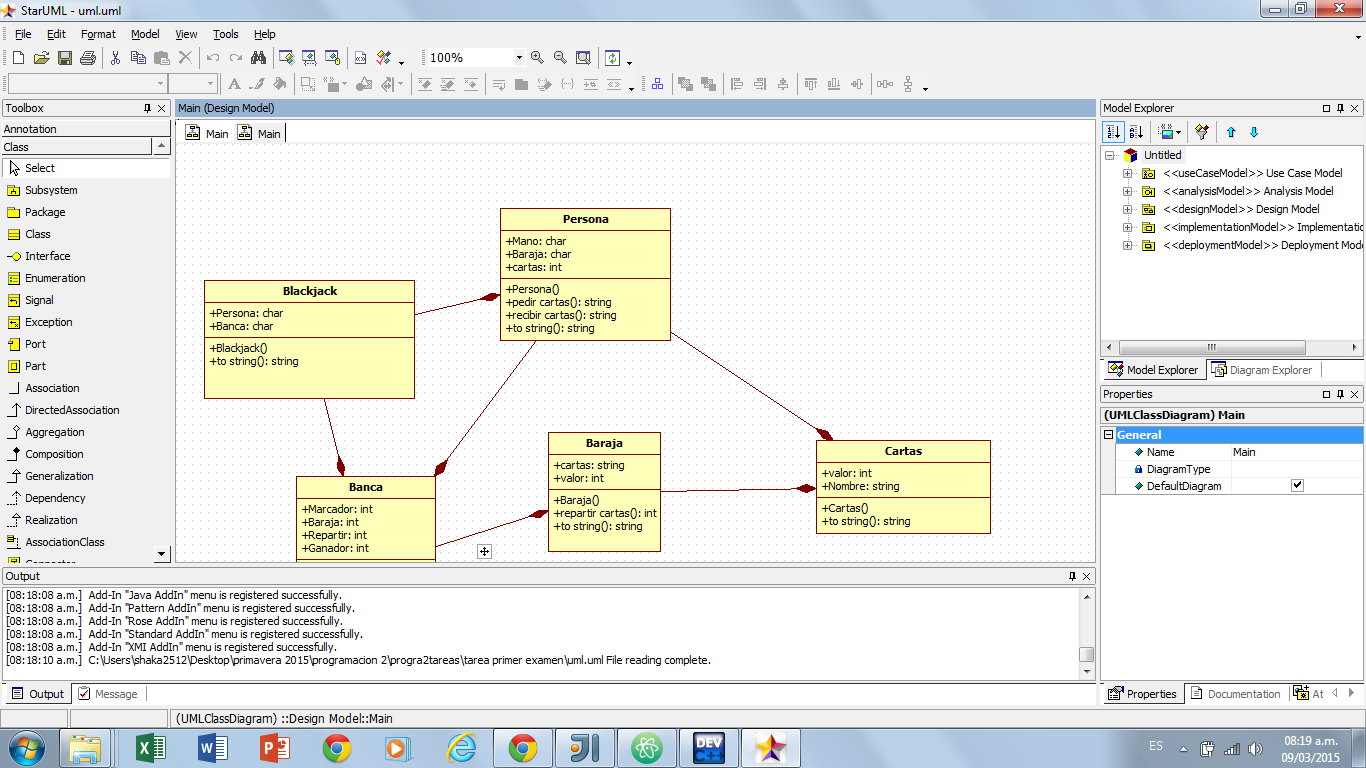 StarUML - uml.uml
File Edit Format Model View Tools Help
100%
Toolbox
Annotation
Class
Select
Subsystem
Package
Class
Interface
Enumeration
Signal
Exception
Port
Part
Association
DirectedAssociation
Aggregation
Composition
Generalization
Dependency
Realization
AssociationClass
Main (Design Model)
Main Main
Persona
+Mano: char
+Baraja: char
+cartas: int
+Persona()
+pedir cartas(): string
+recibir cartas(): string
+to string(): string
Blackjack
+Persona: char
+Banca: char
+Blackjack()
+to string(): string
Baraja
+cartas: string
+valor: int
+Baraja()
+repartir cartas(): int
+to string(): string
Cartas
+valor: int
+Nombre: string
+Cartas()
+to string(): string
Banca
+Marcador: int
+Baraja: int
+Repartir: int
+Ganador: int
Model Explorer
Untitled
<<useCaseModel>> Use Case Model
<<analysisModel>> Analysis Model
<<designModel>> Design Model
<<implementationModel>> Implementatio
<<deploymentModel>> Deployment Mode
Model Explorer Diagram Explorer
Properties
(UMLClassDiagram) Main
General
Name Main
DiagramType
DefaultDiagram
Properties Documentation At
Output
[08:18:08 a.m.] Add-In "Java AddIn" menu is registered successfully.
[08:18:08 a.m.] Add-In "Pattern AddIn" menu is registered successfully.
[08:18:08 a.m.] Add-In "Rose AddIn" menu is registered successfully.
[08:18:08 a.m.] Add-In "Standard AddIn" menu is registered successfully.
[08:18:08 a.m.] Add-In "XMI AddIn" menu is registered successfully.
[08:18:10 a.m.] C:\Users\shaka2512\Desktop\primavera 2015\programacion 2\progra2tareas\tarea primer examen\uml.uml File reading complete.
Output Message
(UMLClassDiagram) ::Design Model::Main
DEV
C++
ES
08:19 a.m.
09/03/2015